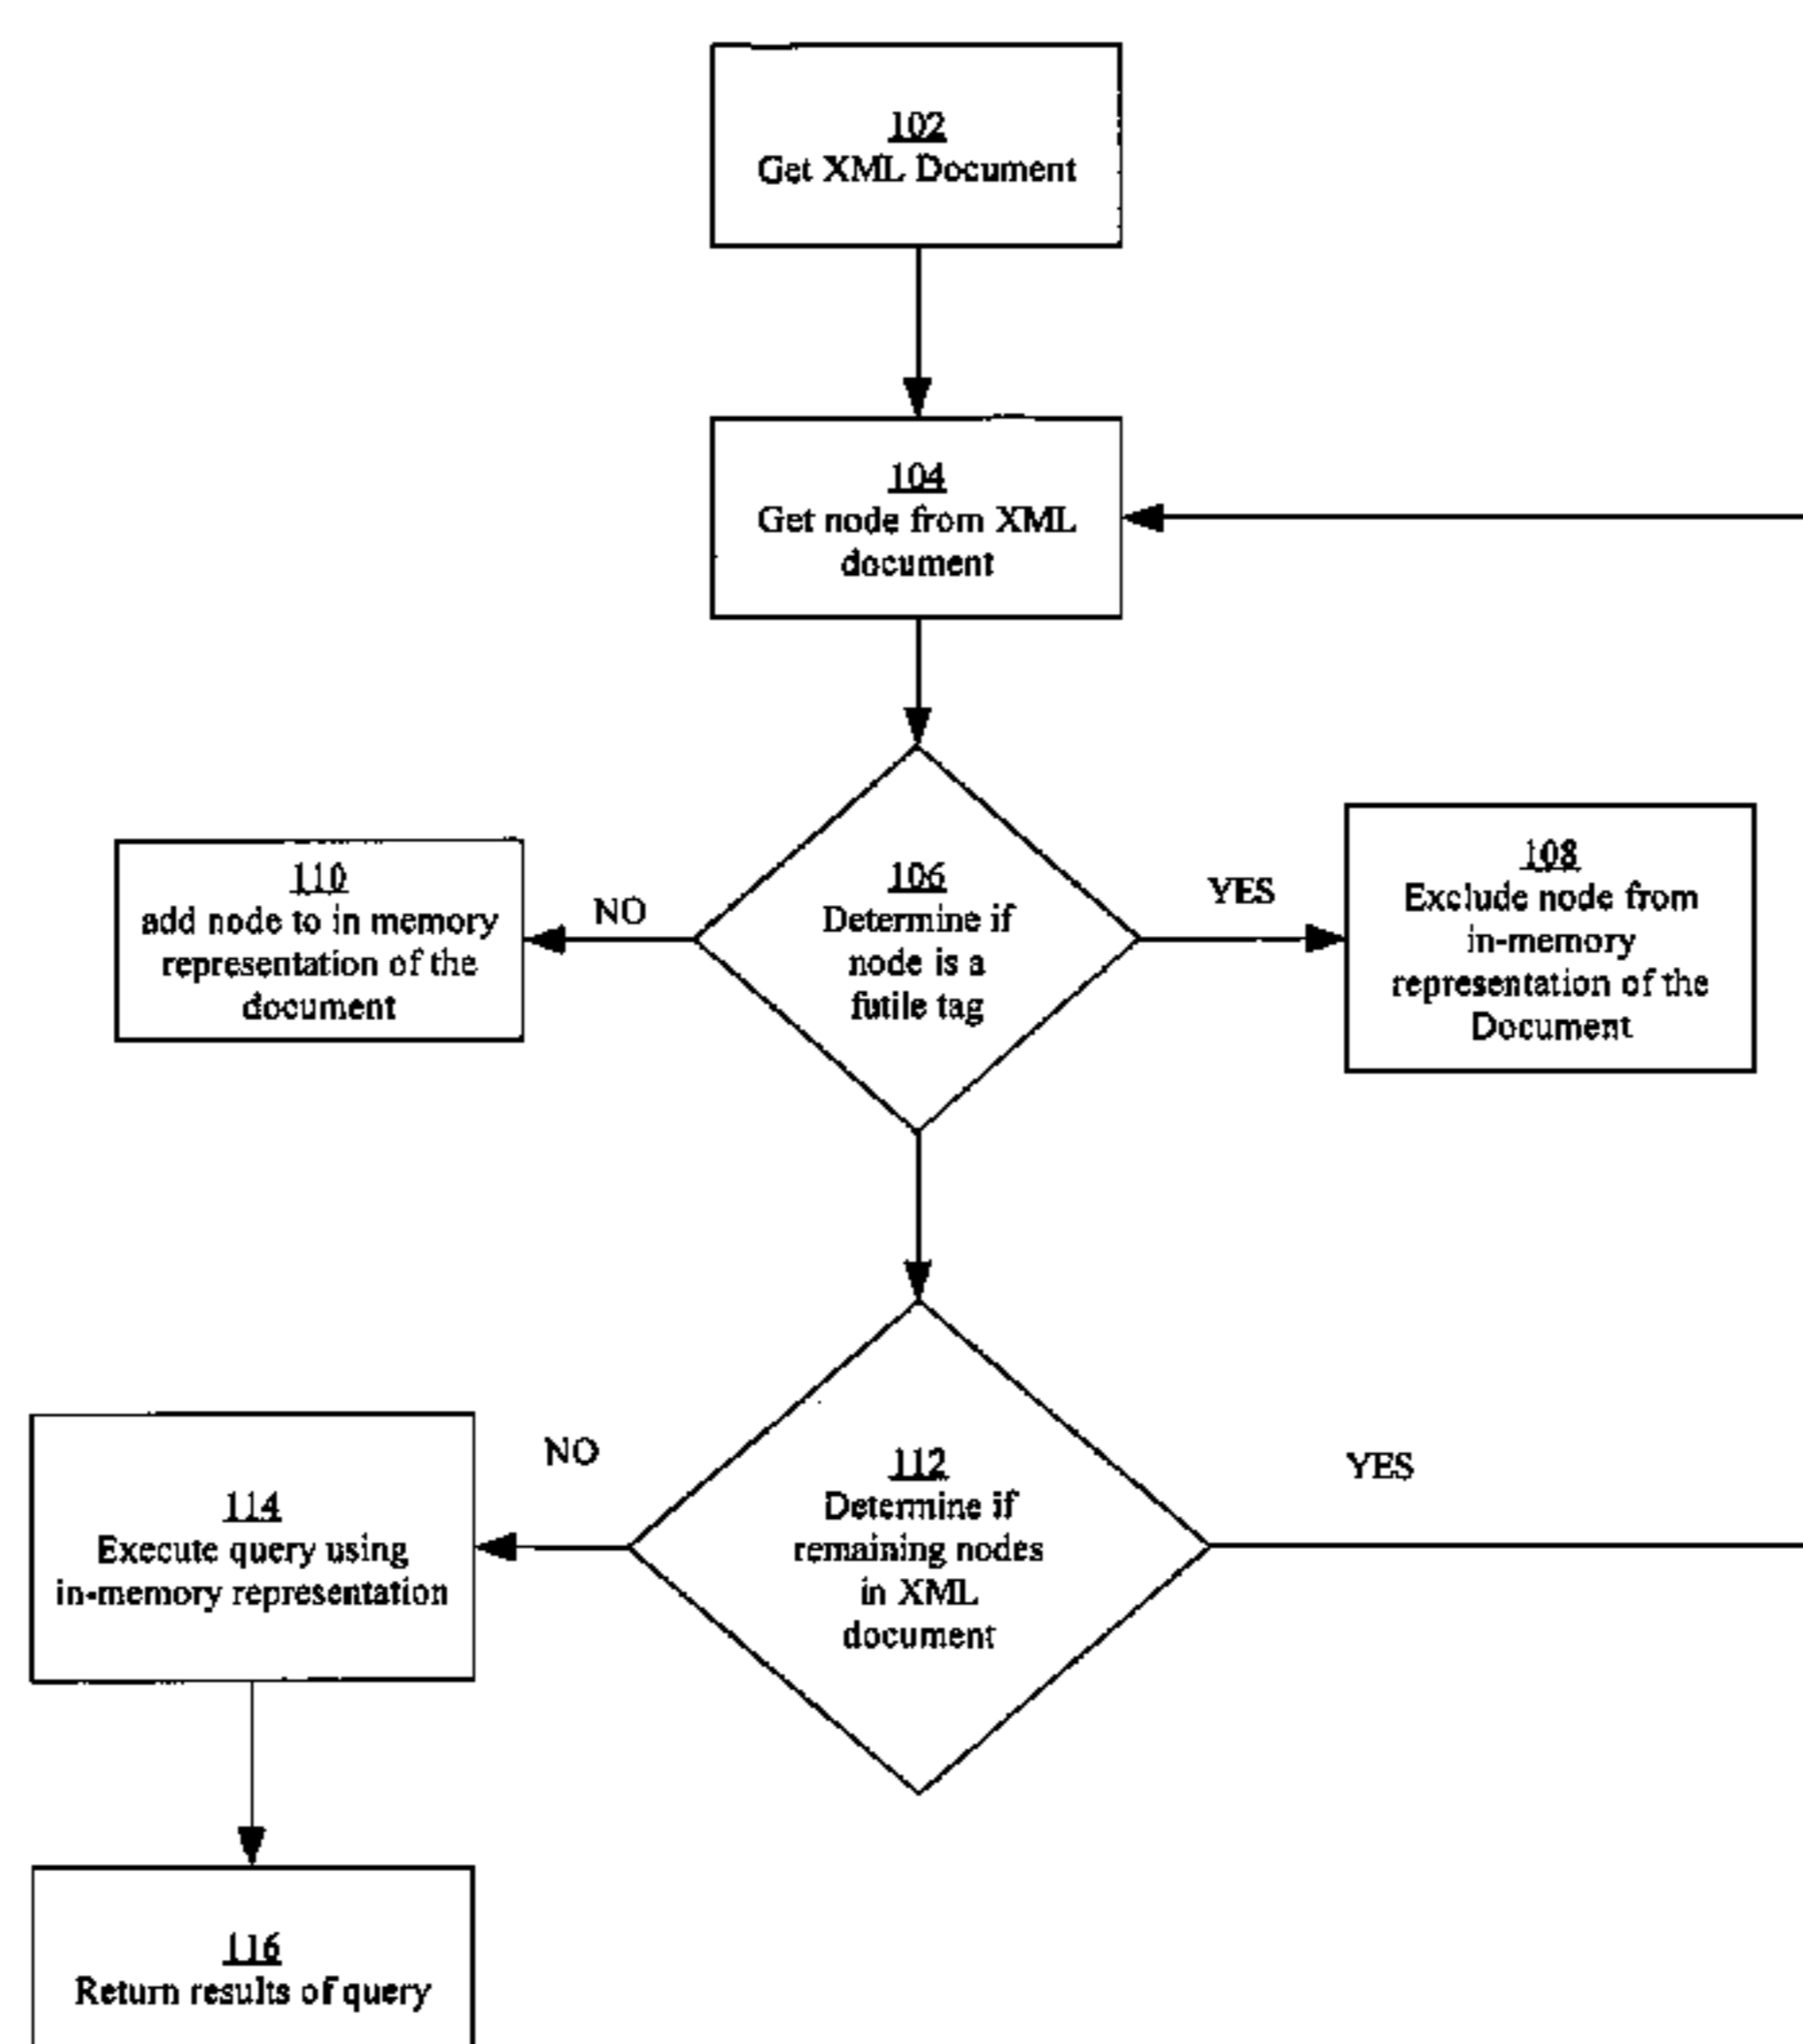 102
Get XML Document
104
Get node from XML
document
106
Determine if
node is a
futile tag
YES
108
Exclude node from
in-memory
representation of the
Document
NO
110
add node to in memory
representation of the
document
112
Determine if
remaining nodes
in XML
document
YES
NO
114
Execute query using
in-memory representation
116
Return results of query